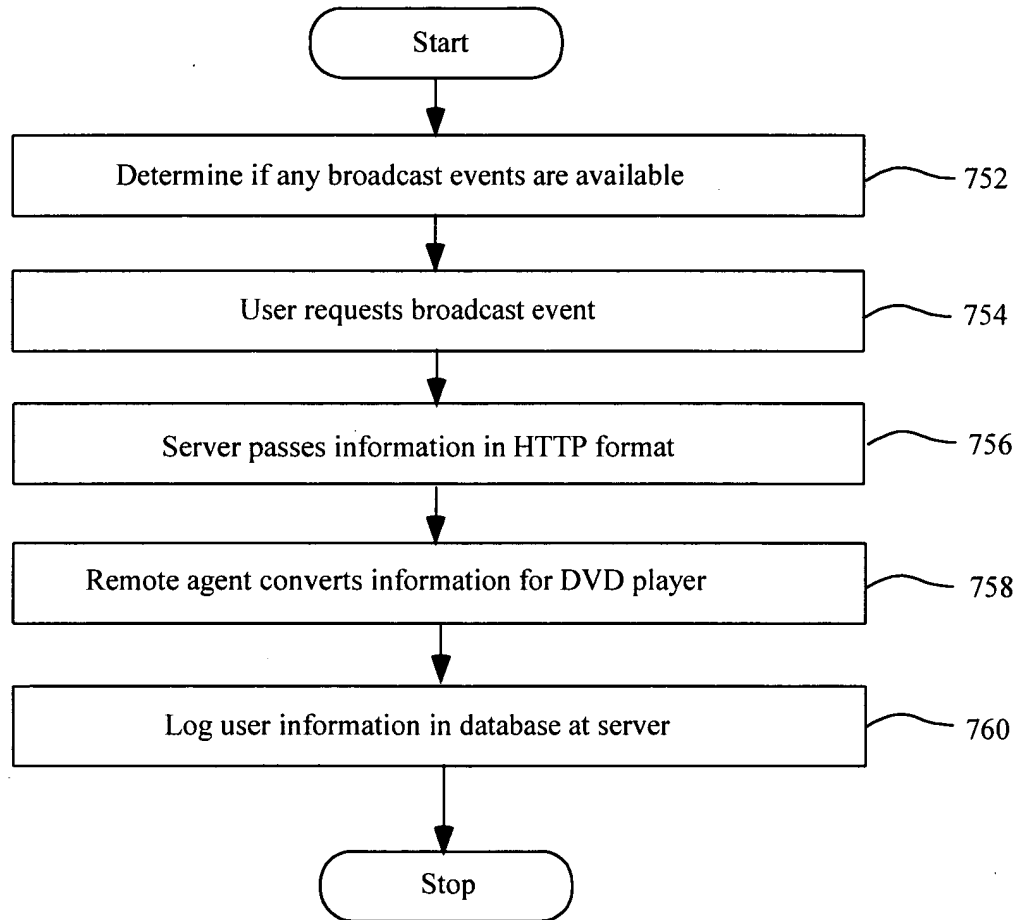 Start
Determine if any broadcast events are available
752
User requests broadcast event
754
Server passes information in HTTP format
756
Remote agent converts information for DVD player
758
Log user information in database at server
760
Stop